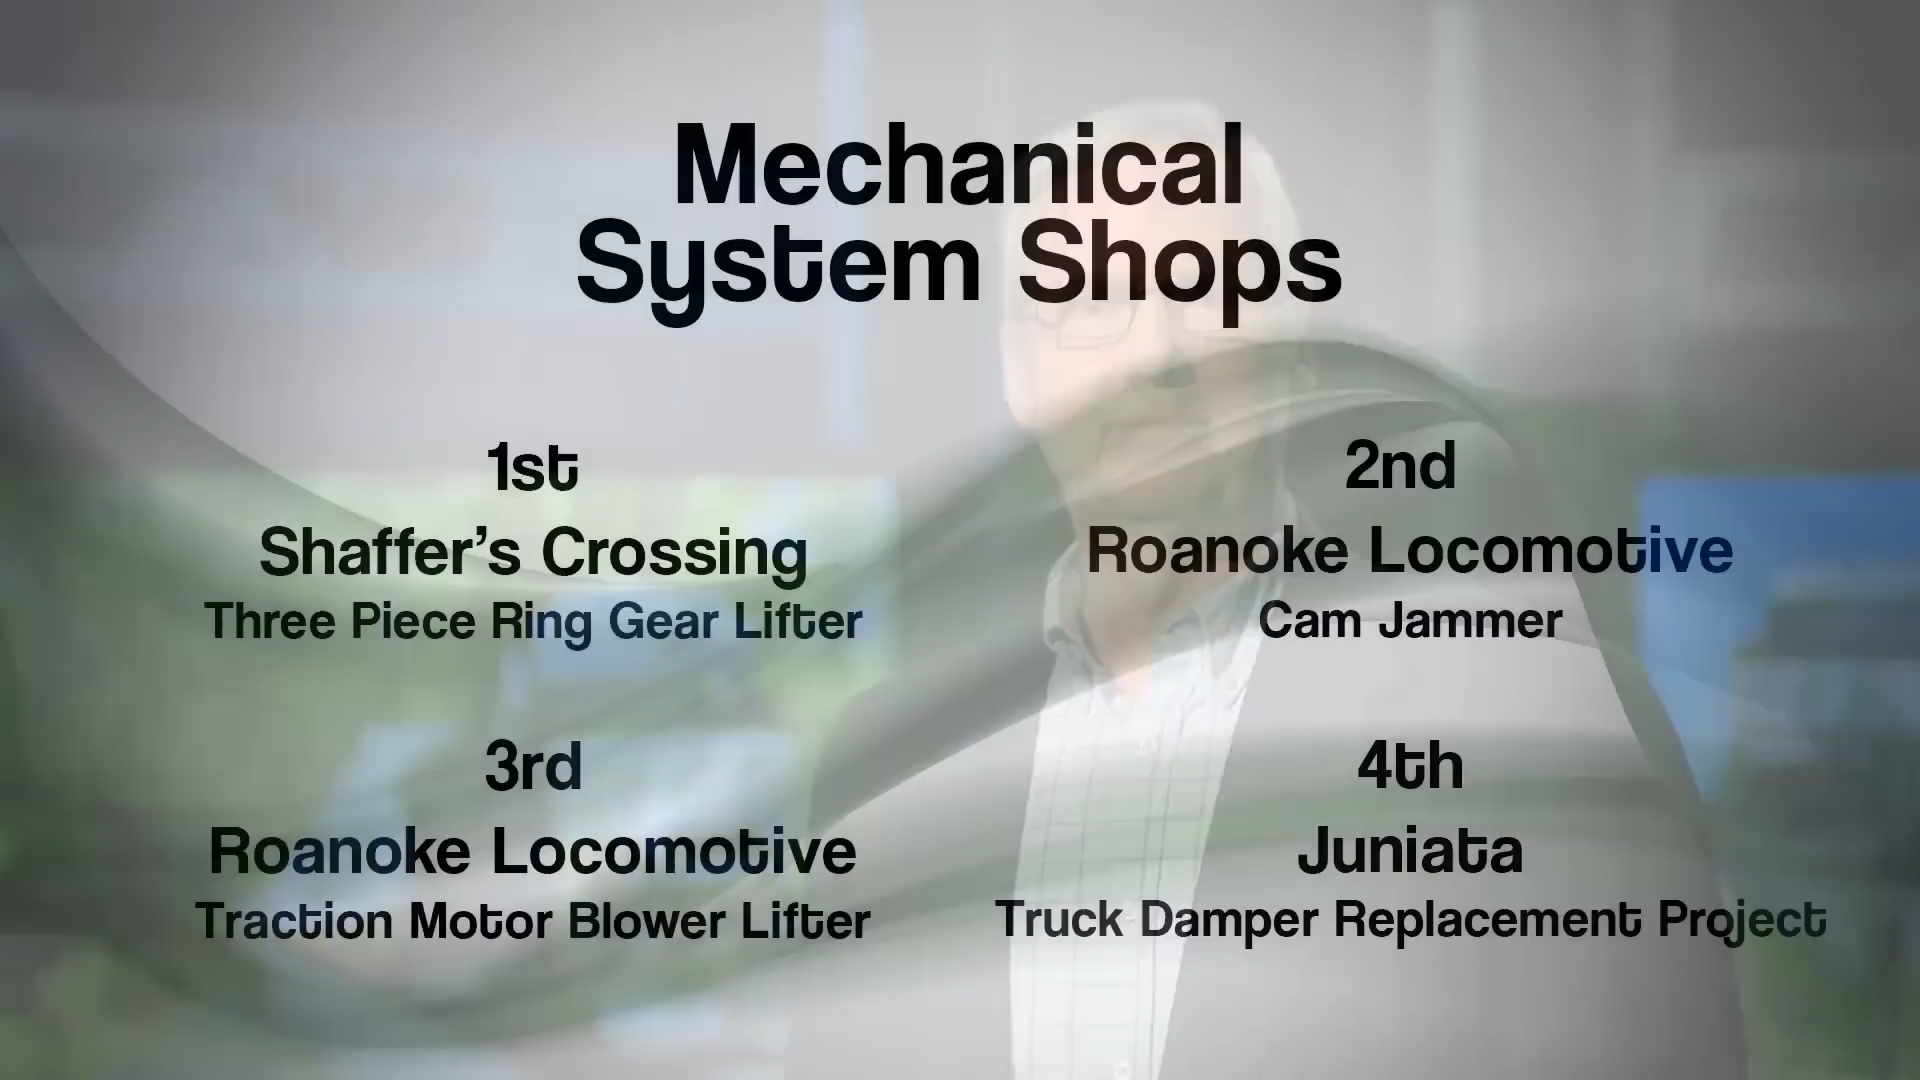 Mechanical
System Shops
1st
Shaffer's Crossing
Three Piece Ring Gear Lifter
2nd
Roanoke Locomotive
Cam Jammer
3rd
Roanoke Locomotive
Traction Motor Blower Lifter
4th
Juniata
Truck Damper Replacement Project